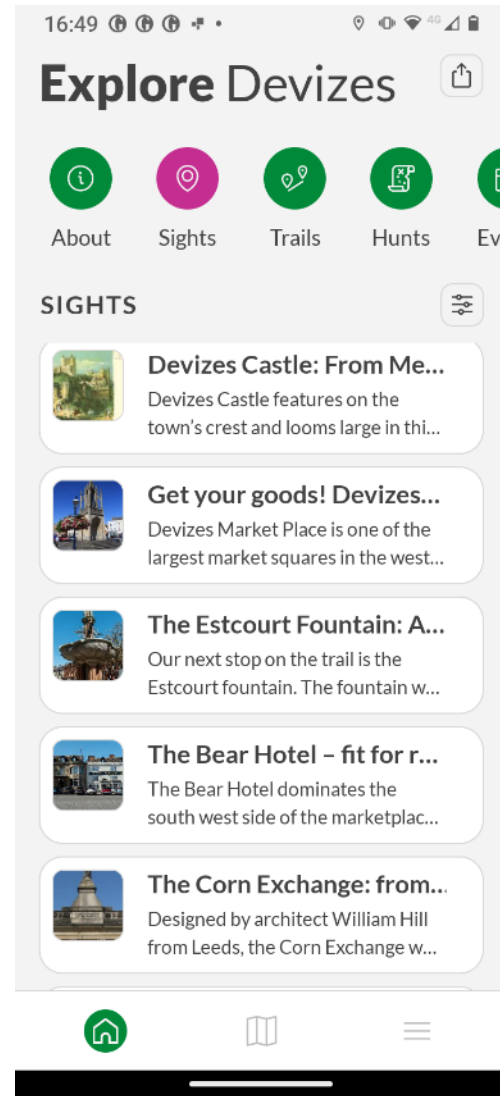 16:49
4G
Explore Devizes
About Sights Trails Hunts Ev
SIGHTS
Devizes Castle: From Me...
Devizes Castle features on the
town's crest and looms large in thi...
Get your goods! Devizes...
Devizes Market Place is one of the
largest market squares in the west...
The Estcourt Fountain: A...
Our next stop on the trail is the
Estcourt fountain. The fountain w...
The Bear Hotel – fit for r...
The Bear Hotel dominates the
south west side of the marketplac...
The Corn Exchange: from...
Designed by architect William Hill
from Leeds, the Corn Exchange w...